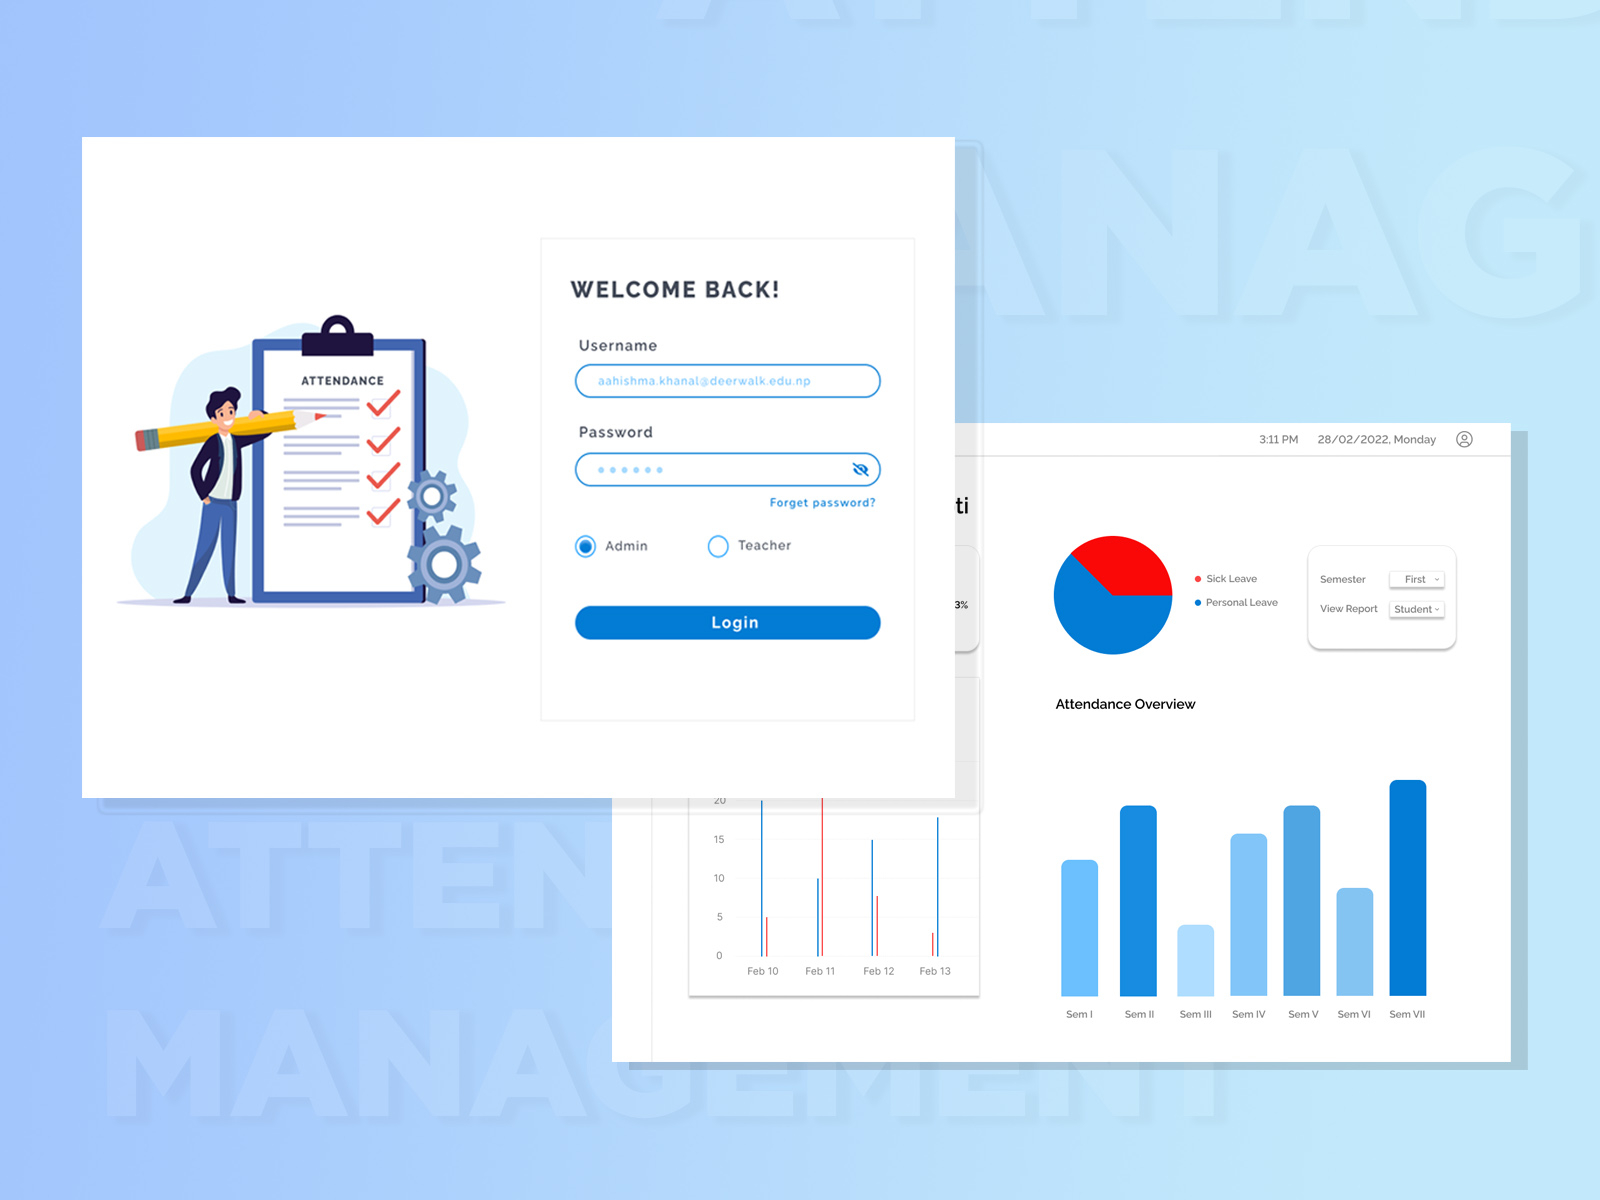 ATTEND
ANAG
WELCOME BACK!
ATTENDANCE
Username
aahishma.khanal@deerwalk.edu.np
Password
Forget password?
Admin
Teacher
Login
3:11 PM
28/02/2022, Monday
ti
3%
Sick Leave
Personal Leave
Semester
First
View Report
Student
Attendance Overview
20
15
10
5
0
Feb 10
Feb 11
Feb 12
Feb 13
Sem I
Sem II
Sem III
Sem IV
Sem V
Sem VI
Sem VII
ATTEN
MANAGEMENT